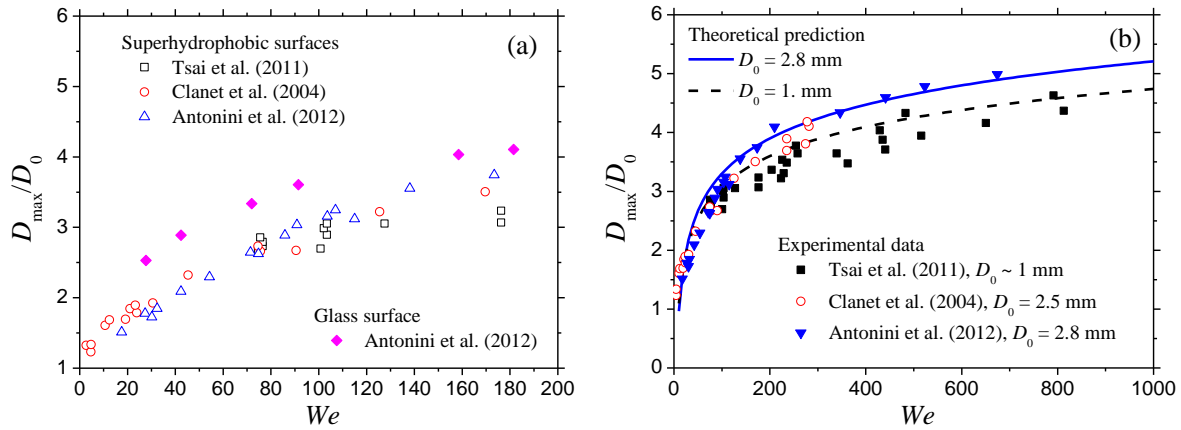 (a)
Superhydrophobic surfaces
Tsai et al. (2011)
Clanet et al. (2004)
Antonini et al. (2012)
Glass surface
Antonini et al. (2012)
6
5
4
3
2
1
0 20 40 60 80 100 120 140 160 180 200
D_max/D_0
We
(b)
Theoretical prediction
D_0 = 2.8 mm
D_0 = 1. mm
Experimental data
Tsai et al. (2011), D_0 ~ 1 mm
Clanet et al. (2004), D_0 = 2.5 mm
Antonini et al. (2012), D_0 = 2.8 mm
6
5
4
3
2
1
0
0 200 400 600 800 1000
D_max/D_0
We